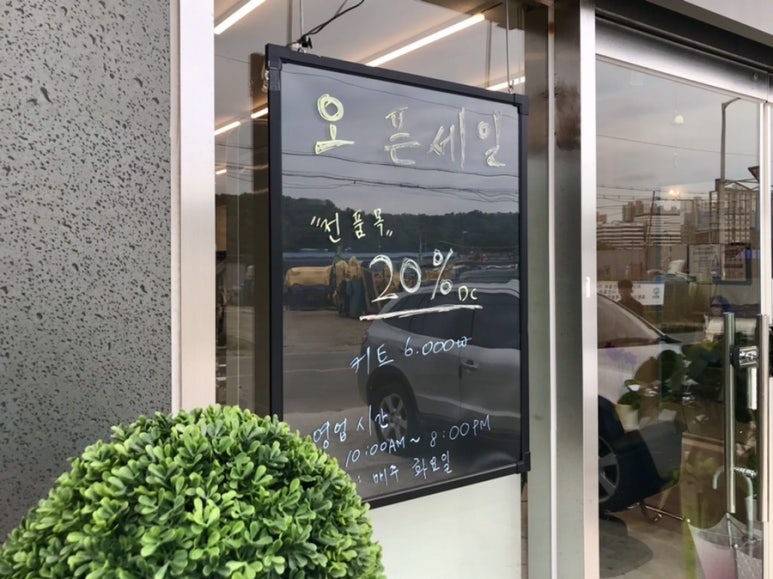 오픈세일
"전품목"
20% DC
커트 6.000₩
영업시간
10:00AM ~ 8:00PM
: 매주 화요일